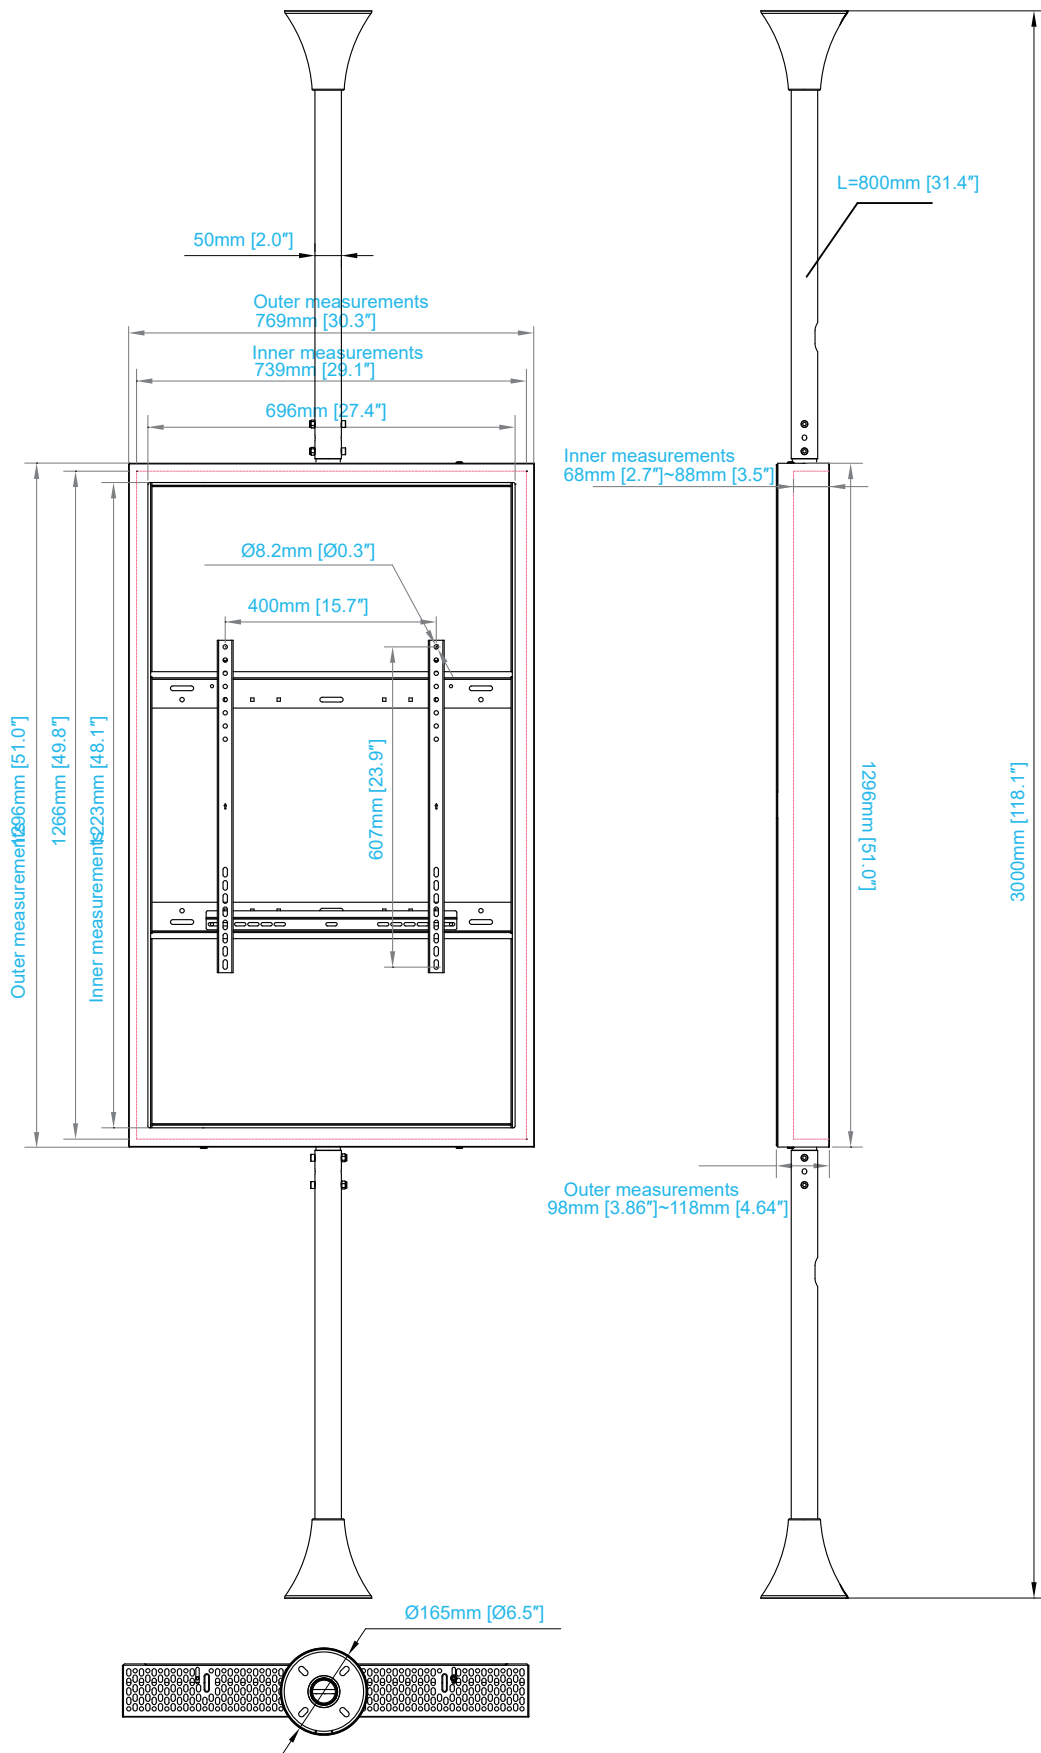 L=800mm [31.4″]
50mm [2.0″]
Outer measurements
769mm [30.3″]
Inner measurements
739mm [29.1″]
696mm [27.4″]
Inner measurements
68mm [2.7″]~88mm [3.5″]
Ø8.2mm [Ø0.3″]
400mm [15.7″]
607mm [23.9″]
Outer measurements
1296mm [51.0″]
1266mm [49.8″]
Inner measurements
1223mm [48.1″]
1296mm [51.0″]
3000mm [118.1″]
Outer measurements
98mm [3.86″]~118mm [4.64″]
Ø165mm [Ø6.5″]